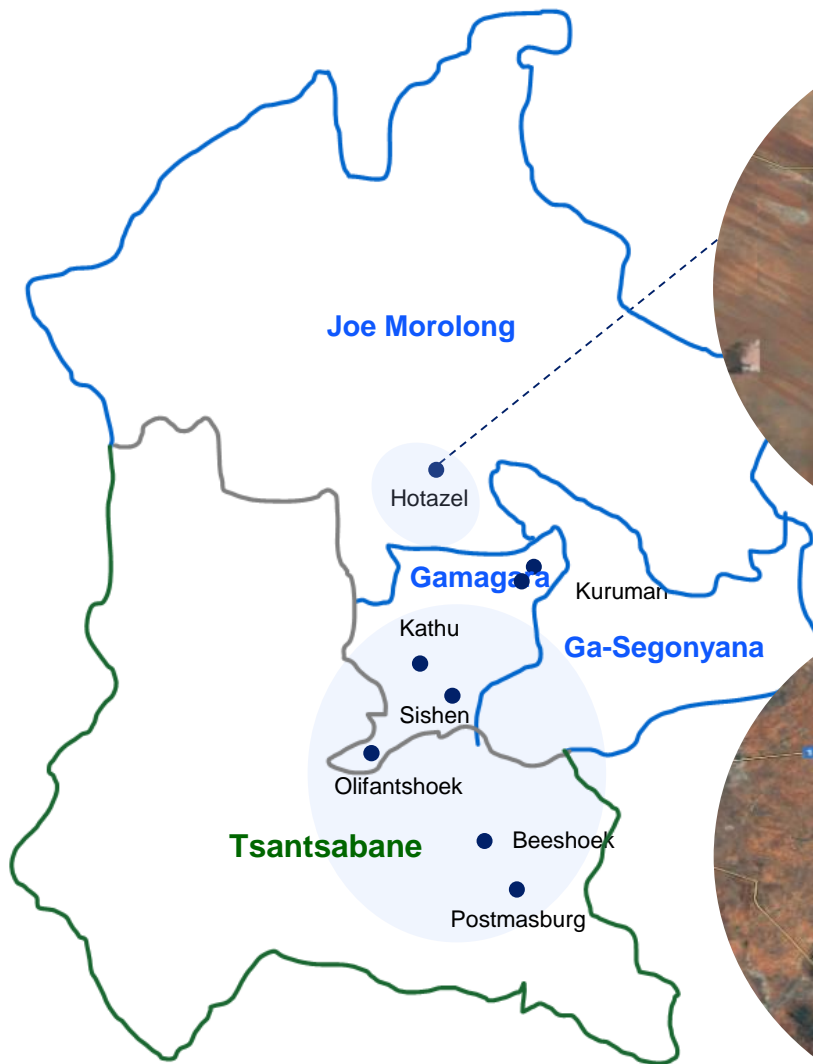 Joe Morolong
Hotazel
Gamagara
Kuruman
Kathu
Ga-Segonyana
Sishen
Olifantshoek
Tsantsabane
Beeshoek
Postmasburg